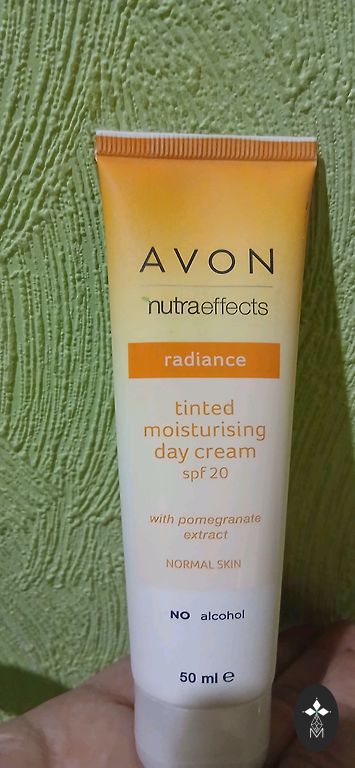 AVON
nutraeffects
radiance
tinted
moisturising
day cream
spf 20
with pomegranate
extract
NORMAL SKIN
NO alcohol
50 ml e
M